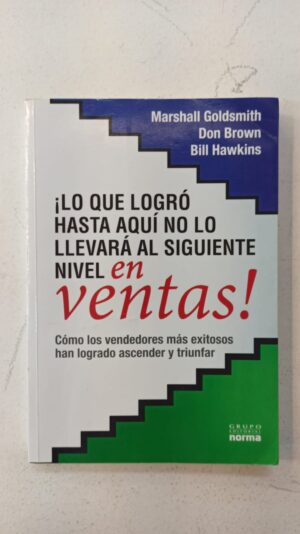 Marshall Goldsmith
Don Brown
Bill Hawkins
¡LO QUE LOGRÓ
HASTA AQUÍ NO LO
LLEVARÁ AL SIGUIENTE
NIVEL en
ventas!
Cómo los vendedores más exitosos
han logrado ascender y triunfar
GRUPO
EDITORIAL
norma